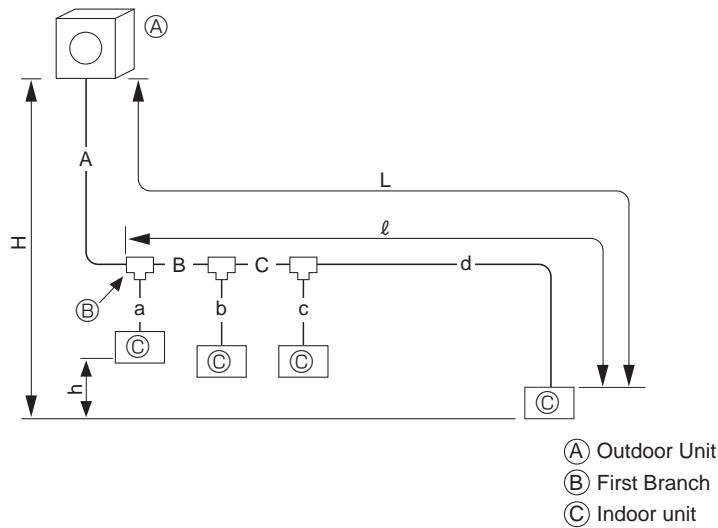 Ⓐ
A
L
H
ℓ
B C d
Ⓑ a b c
Ⓒ Ⓒ Ⓒ
h
Ⓒ
Ⓐ Outdoor Unit
Ⓑ First Branch
Ⓒ Indoor unit